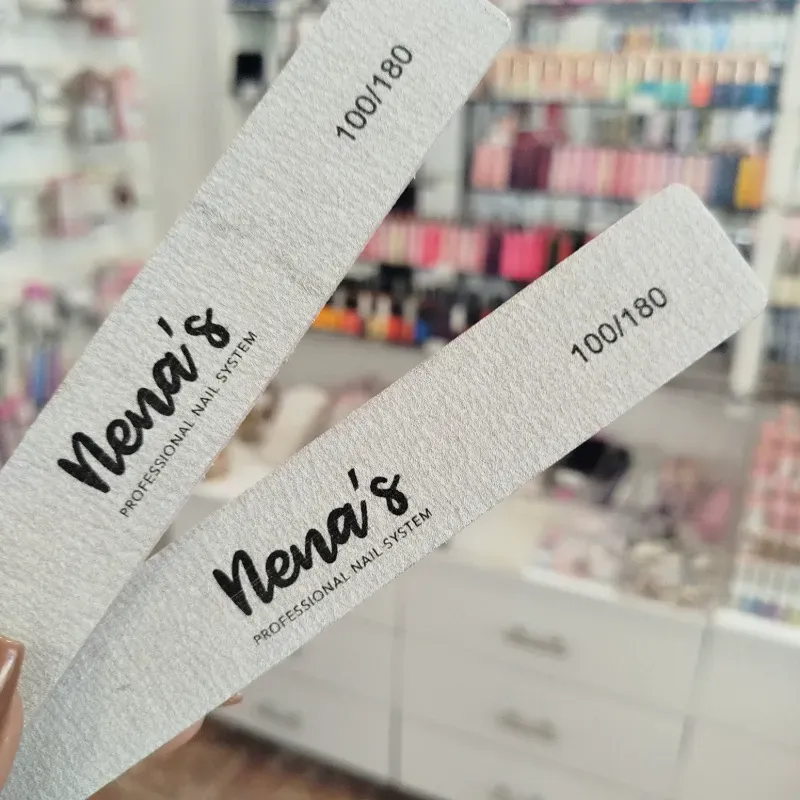 100/180
Nena's
PROFESSIONAL NAIL SYSTEM
100/180
Nena's
PROFESSIONAL NAIL SYSTEM